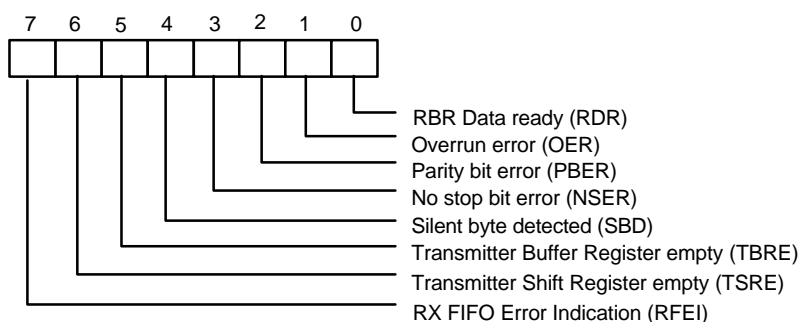 7 6 5 4 3 2 1 0
RBR Data ready (RDR)
Overrun error (OER)
Parity bit error (PBER)
No stop bit error (NSER)
Silent byte detected (SBD)
Transmitter Buffer Register empty (TBRE)
Transmitter Shift Register empty (TSRE)
RX FIFO Error Indication (RFEI)